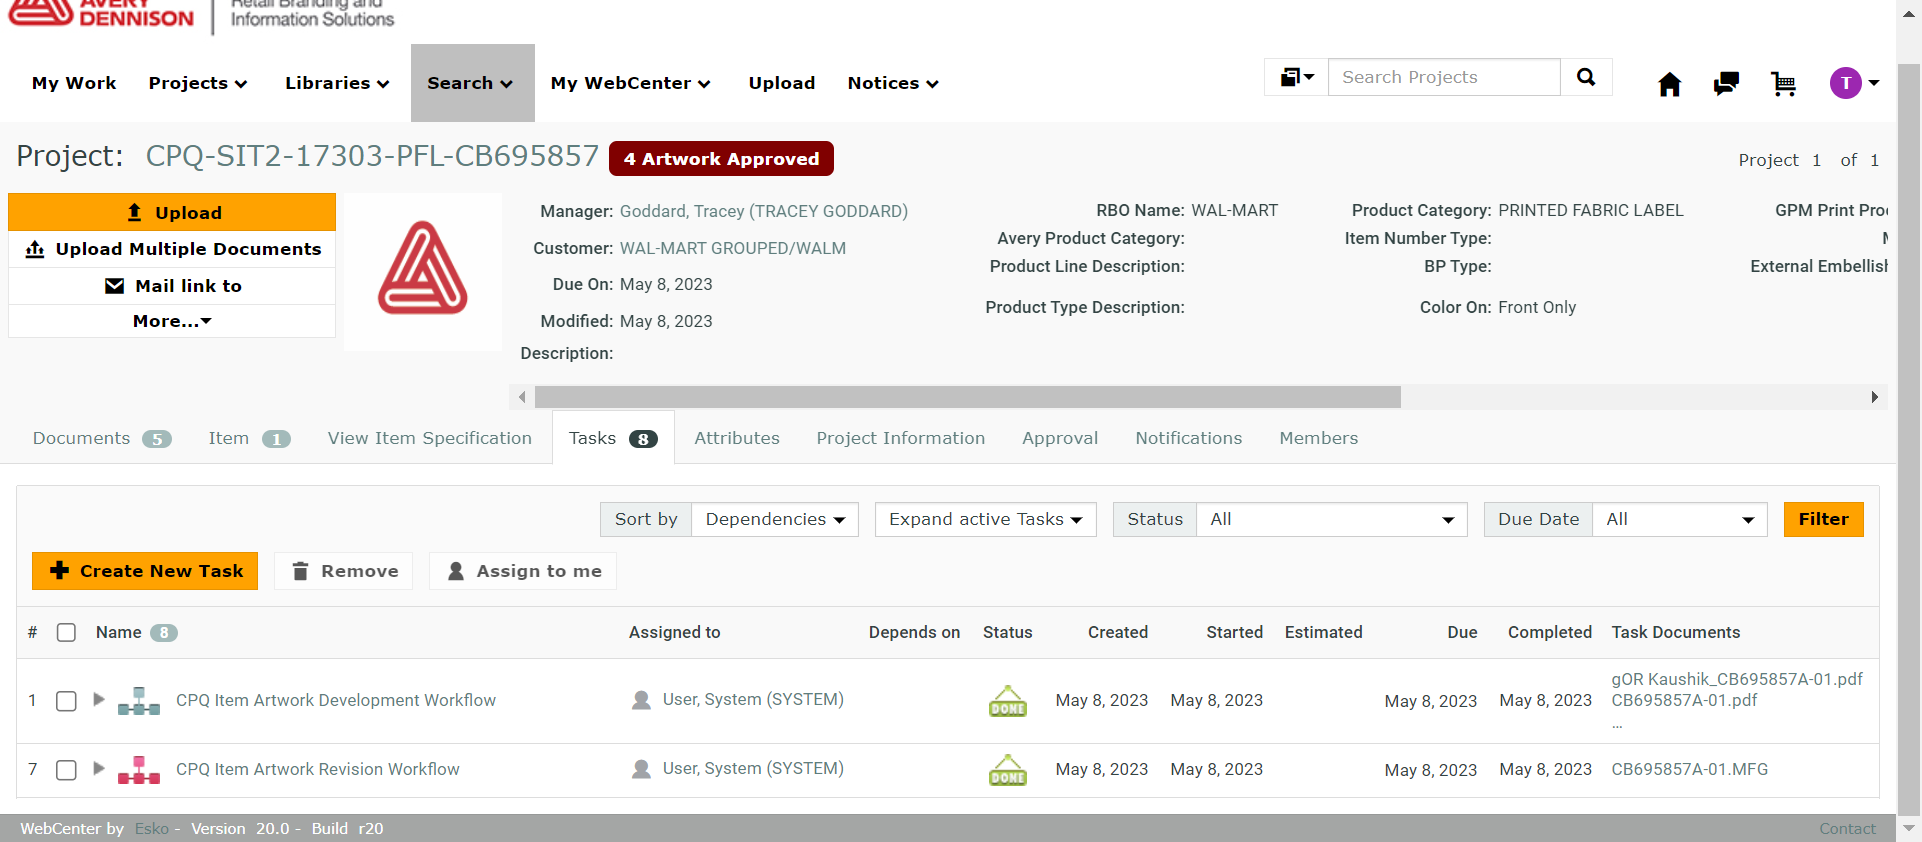 AVERY
DENNISON
Retail Branding and
Information Solutions
My Work
Projects
Libraries
Search
My WebCenter
Upload
Notices
Search Projects
T
Project: CPQ-SIT2-17303-PFL-CB695857
4 Artwork Approved
Project 1 of 1
Upload
Upload Multiple Documents
Mail link to
More...
Manager: Goddard, Tracey (TRACEY GODDARD)
Customer: WAL-MART GROUPED/WALM
Due On: May 8, 2023
Modified: May 8, 2023
Description:
RBO Name: WAL-MART
Avery Product Category:
Product Line Description:
Product Type Description:
Product Category: PRINTED FABRIC LABEL
Item Number Type:
BP Type:
Color On: Front Only
GPM Print Pro
External Embellish
Documents 5
Item 1
View Item Specification
Tasks 8
Attributes
Project Information
Approval
Notifications
Members
Sort by Dependencies
Expand active Tasks
Status All
Due Date All
Filter
Create New Task
Remove
Assign to me
# Name 8 Assigned to Depends on Status Created Started Estimated Due Completed Task Documents
1 CPQ Item Artwork Development Workflow User, System (SYSTEM) DONE May 8, 2023 May 8, 2023 May 8, 2023 May 8, 2023 gOR Kaushik_CB695857A-01.pdf
CB695857A-01.pdf
...
7 CPQ Item Artwork Revision Workflow User, System (SYSTEM) DONE May 8, 2023 May 8, 2023 May 8, 2023 May 8, 2023 CB695857A-01.MFG
WebCenter by Esko - Version 20.0 - Build r20
Contact